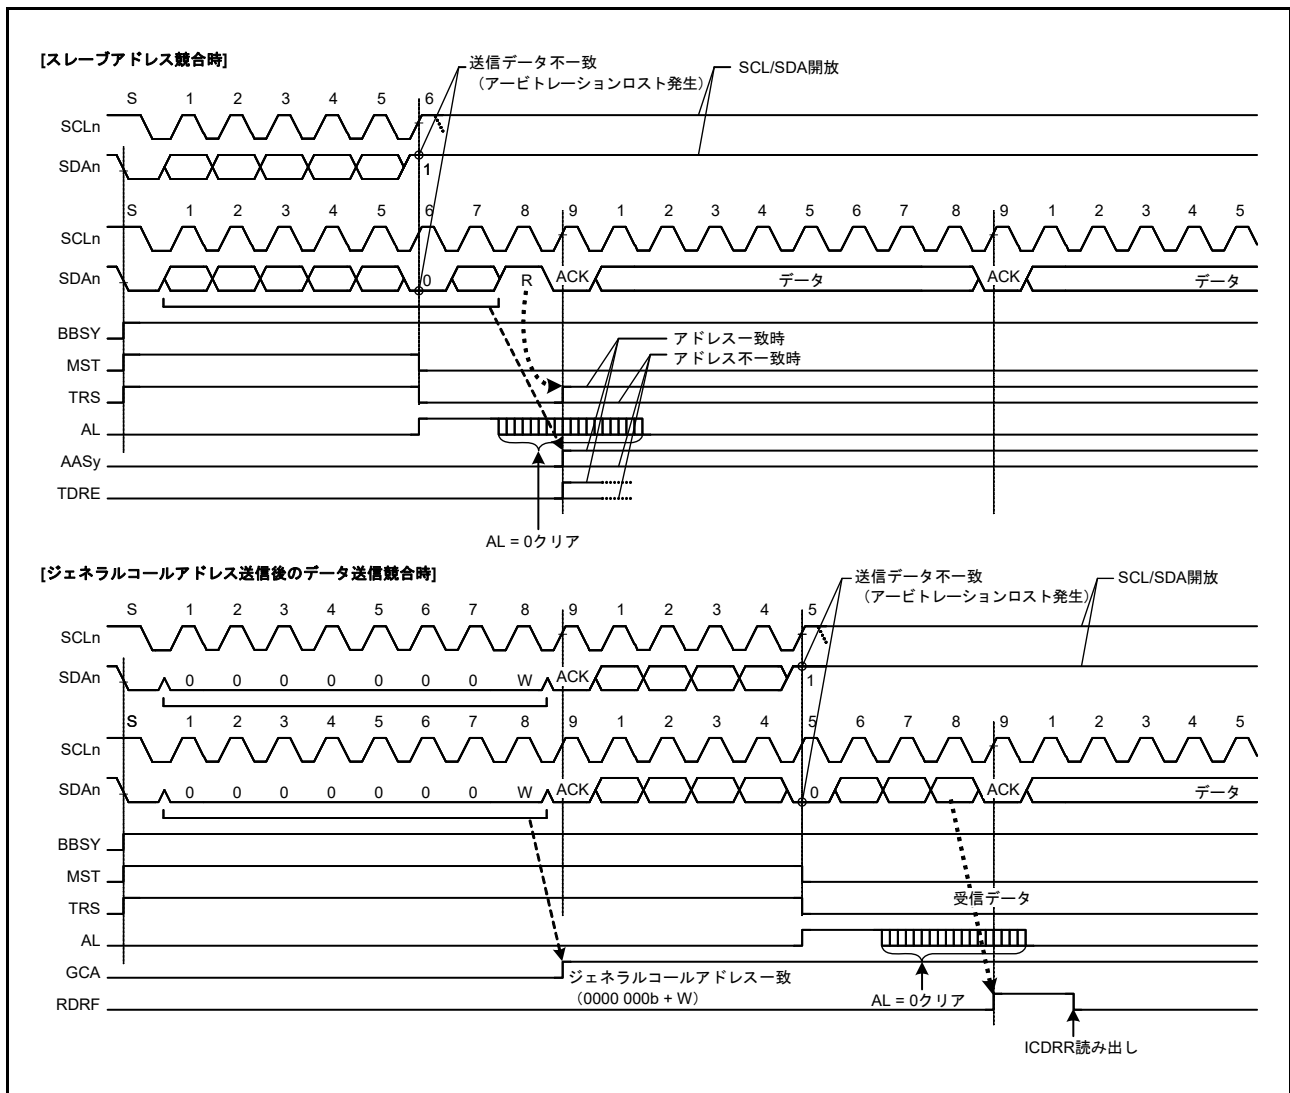 [スレーブアドレス競合時]
送信データ不一致
（アービトレーションロスト発生）
SCL/SDA開放
S 1 2 3 4 5 6
SCLn
SDAn
1
S 1 2 3 4 5 6 7 8 9 1 2 3 4 5 6 7 8 9 1 2 3 4 5
SCLn
SDAn 0 R ACK データ ACK データ
BBSY
アドレス一致時
アドレス不一致時
MST
TRS
AL
AASy
TDRE
AL = 0クリア
[ジェネラルコールアドレス送信後のデータ送信競合時]
送信データ不一致
（アービトレーションロスト発生）
SCL/SDA開放
S 1 2 3 4 5 6 7 8 9 1 2 3 4 5
SCLn
SDAn 0 0 0 0 0 0 0 W ACK 1
S 1 2 3 4 5 6 7 8 9 1 2 3 4 5 6 7 8 9 1 2 3 4 5
SCLn
SDAn 0 0 0 0 0 0 0 W ACK 0 ACK データ
BBSY
MST
TRS 受信データ
AL
GCA
ジェネラルコールアドレス一致
（0000 000b + W）
AL = 0クリア
RDRF
ICDRR読み出し